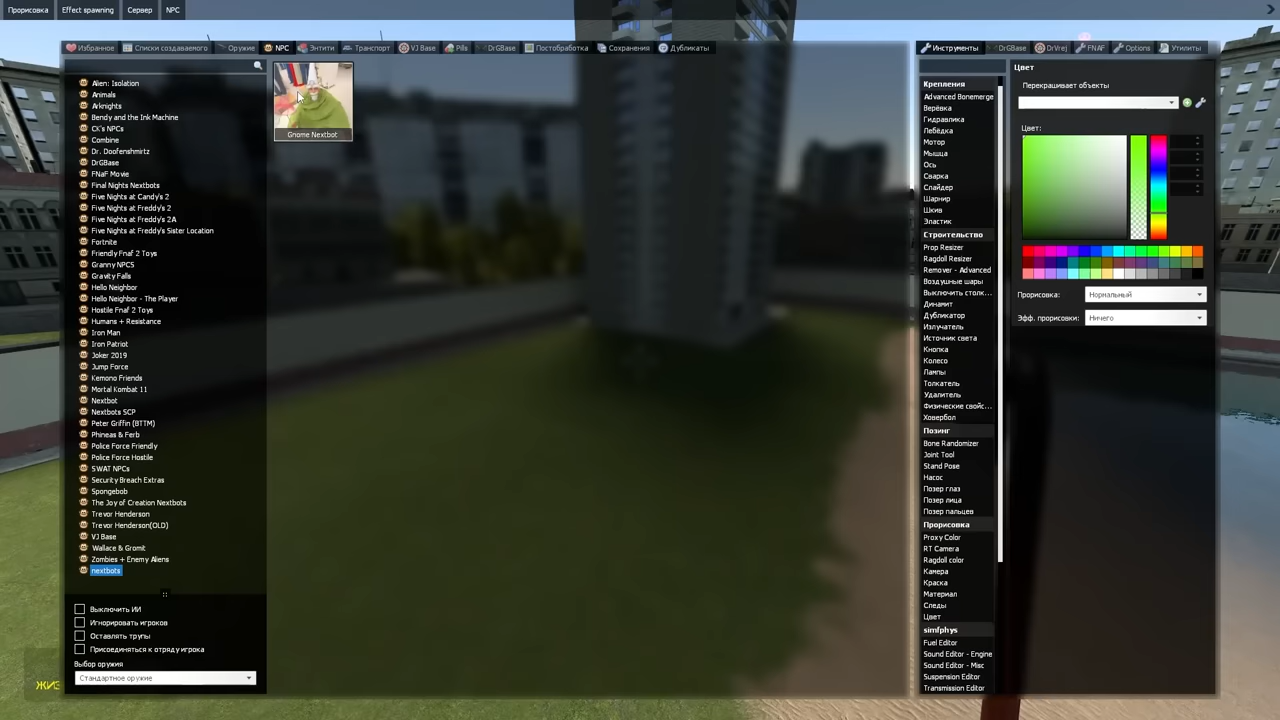 Прорисовка
Effect spawning
Сервер
NPC
Избранное
Списки создаваемого
Оружие
NPC
Энтити
Транспорт
VJ Base
Pills
DrGBase
Постобработка
Сохранения
Дубликаты
Alien: Isolation
Animals
Arknights
Bendy and the Ink Machine
CK's NPCs
Combine
Dr. Doofenshmirtz
DrGBase
FNaF Movie
Final Nights Nextbots
Five Nights at Candy's 2
Five Nights at Freddy's 2
Five Nights at Freddy's 2A
Five Nights at Freddy's Sister Location
Fortnite
Friendly Fnaf 2 Toys
Granny NPCS
Gravity Falls
Hello Neighbor
Hello Neighbor - The Player
Hostile Fnaf 2 Toys
Humans + Resistance
Iron Man
Iron Patriot
Joker 2019
Jump Force
Kemono Friends
Mortal Kombat 11
Nextbot
Nextbots SCP
Peter Griffin (BTTM)
Phineas & Ferb
Police Force Friendly
Police Force Hostile
SWAT NPCs
Security Breach Extras
Spongebob
The Joy of Creation Nextbots
Trevor Henderson
Trevor Henderson(OLD)
VJ Base
Wallace & Gromit
Zombies + Enemy Aliens
nextbots
Выключить ИИ
Игнорировать игроков
Оставлять трупы
Присоединяться к отряду игрока
Выбор оружия
Стандартное оружие
Gnome Nextbot
Инструменты
DrGBase
DrVrej
FNAF
Options
Утилиты
Крепления
Advanced Bonemerge
Верёвка
Гидравлика
Лебёдка
Мотор
Мышца
Ось
Сварка
Слайдер
Шарнир
Шкив
Эластик
Строительство
Prop Resizer
Ragdoll Resizer
Remover - Advanced
Воздушные шары
Выключить столк...
Динамит
Дубликатор
Излучатель
Источник света
Кнопка
Колесо
Лампы
Толкатель
Удалитель
Физические свойс...
Ховербол
Позинг
Bone Randomizer
Joint Tool
Stand Pose
Насос
Позер глаз
Позер лица
Позер пальцев
Прорисовка
Proxy Color
RT Camera
Ragdoll color
Камера
Краска
Материал
Следы
Цвет
simfphys
Fuel Editor
Sound Editor - Engine
Sound Editor - Misc
Suspension Editor
Transmission Editor
Цвет
Перекрашивает объекты
Цвет:
Прорисовка:
Нормальный
Эфф. прорисовки:
Ничего